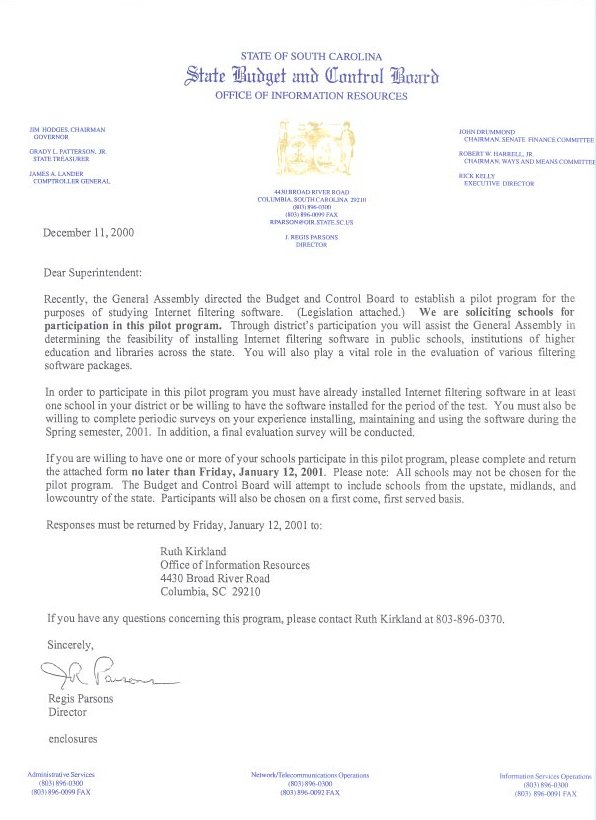 STATE OF SOUTH CAROLINA
State Budget and Control Board
OFFICE OF INFORMATION RESOURCES
JIM HODGES, CHAIRMAN
GOVERNOR
GRADY L. PATTERSON, JR.
STATE TREASURER
JAMES A. LANDER
COMPTROLLER GENERAL
JOHN DRUMMOND
CHAIRMAN, SENATE FINANCE COMMITTEE
ROBERT W. HARRELL, JR.
CHAIRMAN, WAYS AND MEANS COMMITTEE
RICK KELLY
EXECUTIVE DIRECTOR
4430 BROAD RIVER ROAD
COLUMBIA, SOUTH CAROLINA 29210
(803) 896-0300
(803) 896-0099 FAX
RPARSON@OIR.STATE.SC.US
J. REGIS PARSONS
DIRECTOR
December 11, 2000
Dear Superintendent:
Recently, the General Assembly directed the Budget and Control Board to establish a pilot program for the
purposes of studying Internet filtering software. (Legislation attached.) We are soliciting schools for
participation in this pilot program. Through district's participation you will assist the General Assembly in
determining the feasibility of installing Internet filtering software in public schools, institutions of higher
education and libraries across the state. You will also play a vital role in the evaluation of various filtering
software packages.
In order to participate in this pilot program you must have already installed Internet filtering software in at least
one school in your district or be willing to have the software installed for the period of the test. You must also be
willing to complete periodic surveys on your experience installing, maintaining and using the software during the
Spring semester, 2001. In addition, a final evaluation survey will be conducted.
If you are willing to have one or more of your schools participate in this pilot program, please complete and return
the attached form no later than Friday, January 12, 2001. Please note: All schools may not be chosen for the
pilot program. The Budget and Control Board will attempt to include schools from the upstate, midlands, and
lowcountry of the state. Participants will also be chosen on a first come, first served basis.
Responses must be returned by Friday, January 12, 2001 to:
Ruth Kirkland
Office of Information Resources
4430 Broad River Road
Columbia, SC 29210
If you have any questions concerning this program, please contact Ruth Kirkland at 803-896-0370.
Sincerely,
JR Parsons
Regis Parsons
Director
enclosures
Administrative Services
(803) 896-0300
(803) 896-0099 FAX
Network/Telecommunications Operations
(803) 896-0300
(803) 896-0092 FAX
Information Services Operations
(803) 896-0300
(803) 896-0091 FAX